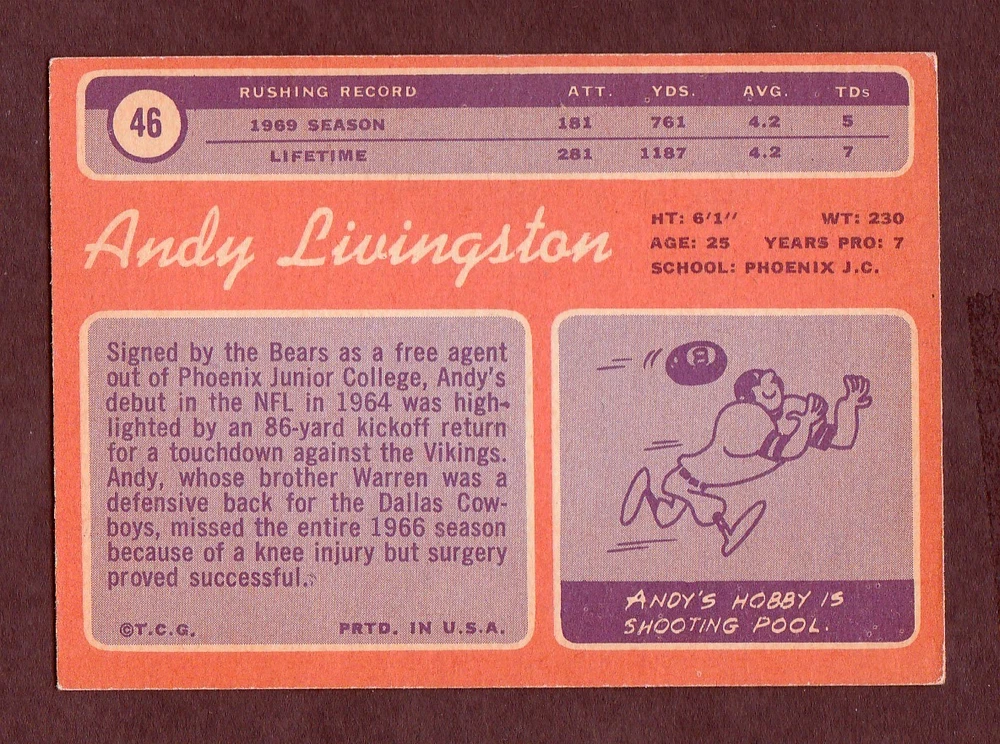 46
RUSHING RECORD ATT. YDS. AVG. TDs
1969 SEASON 181 761 4.2 5
LIFETIME 281 1187 4.2 7
Andy Livingston
HT: 6'1" WT: 230
AGE: 25 YEARS PRO: 7
SCHOOL: PHOENIX J.C.
Signed by the Bears as a free agent
out of Phoenix Junior College, Andy's
debut in the NFL in 1964 was high-
lighted by an 86-yard kickoff return
for a touchdown against the Vikings.
Andy, whose brother Warren was a
defensive back for the Dallas Cow-
boys, missed the entire 1966 season
because of a knee injury but surgery
proved successful.
©T.C.G. PRTD. IN U.S.A.
8
ANDY'S HOBBY IS
SHOOTING POOL.